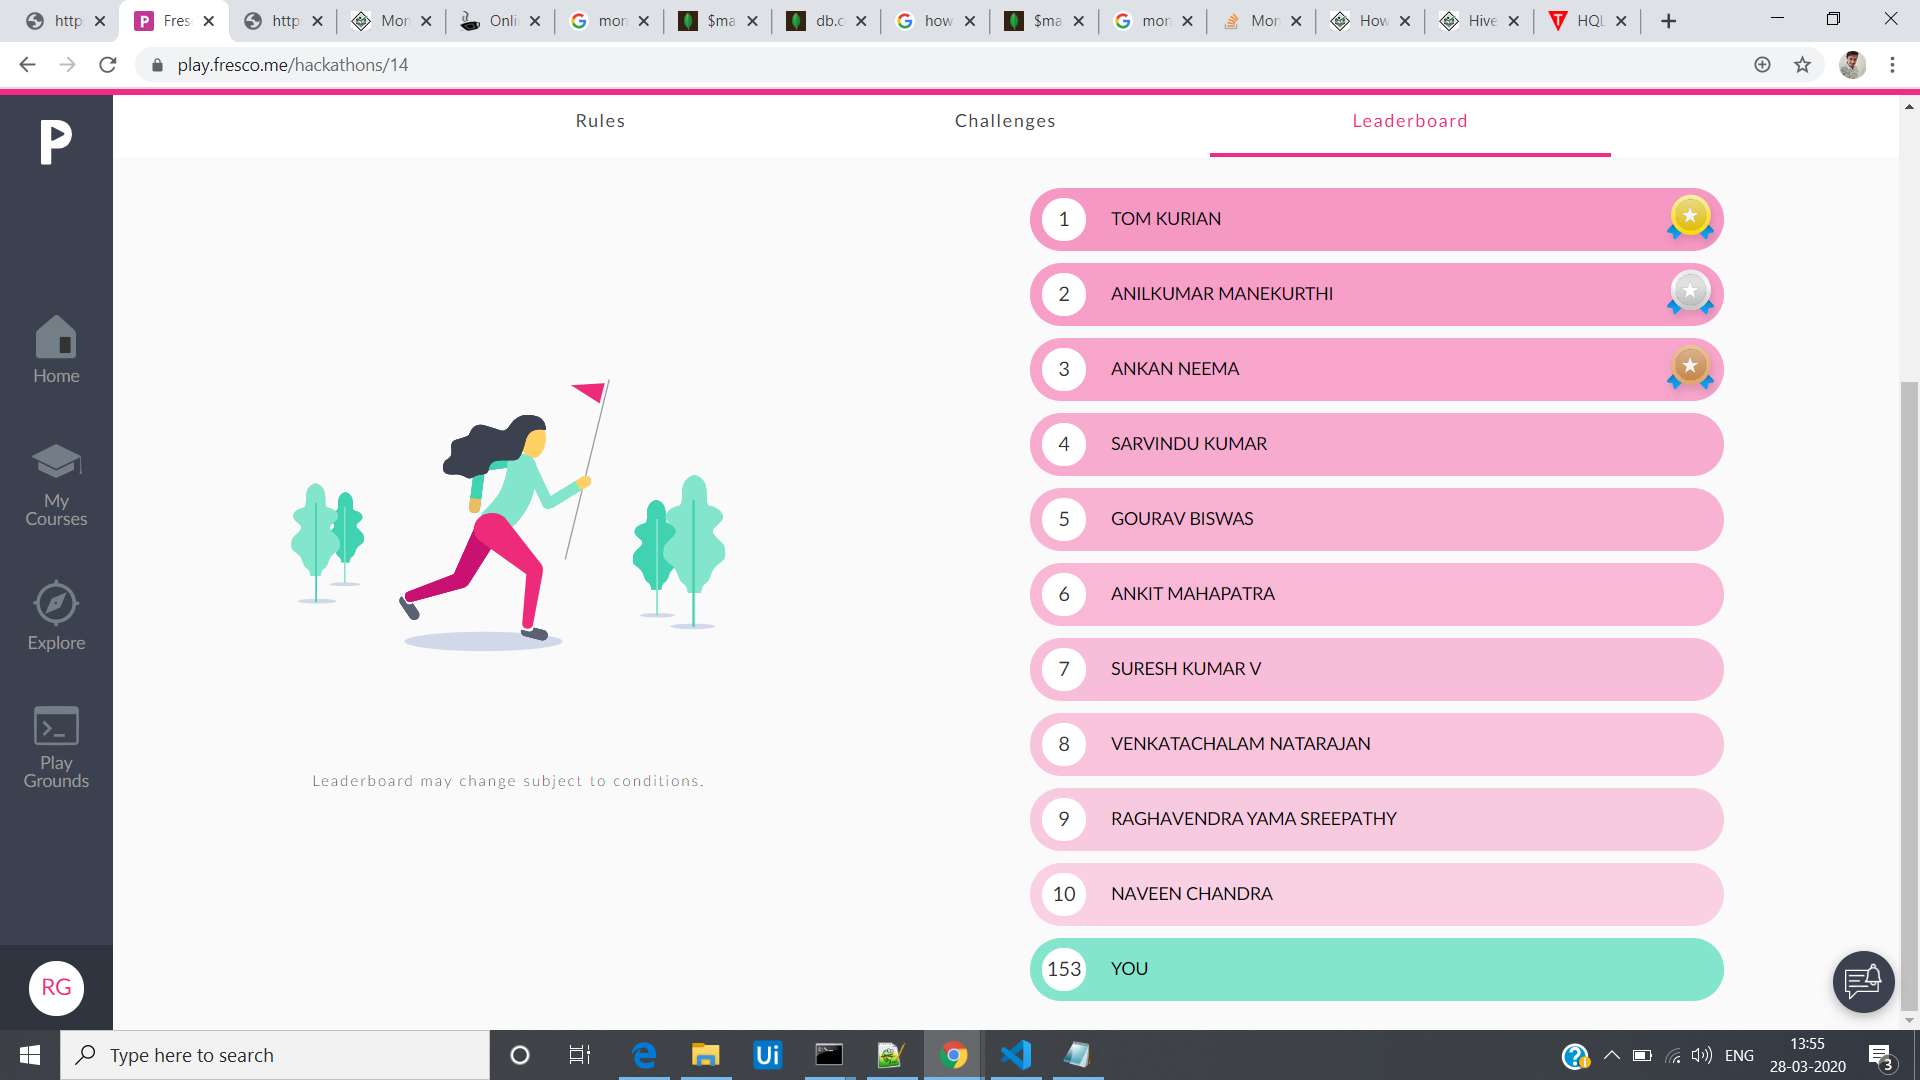 http
Fres
http
Mon
Onli
mon
$ma
db.c
how
$ma
mon
Mon
How
Hive
HQL
play.fresco.me/hackathons/14
P
Rules
Challenges
Leaderboard
Home
My
Courses
Explore
Play
Grounds
RG
Leaderboard may change subject to conditions.
1 TOM KURIAN
2 ANILKUMAR MANEKURTHI
3 ANKAN NEEMA
4 SARVINDU KUMAR
5 GOURAV BISWAS
6 ANKIT MAHAPATRA
7 SURESH KUMAR V
8 VENKATACHALAM NATARAJAN
9 RAGHAVENDRA YAMA SREEPATHY
10 NAVEEN CHANDRA
153 YOU
Type here to search
Ui
ENG
13:55
28-03-2020
3